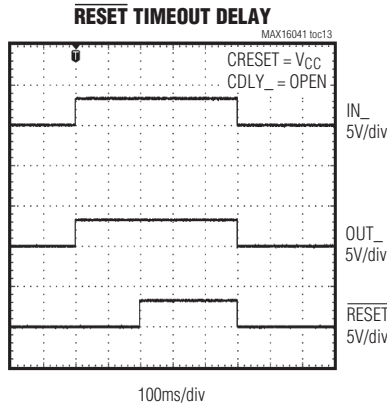 RESET TIMEOUT DELAY
MAX16041 toc13
T
CRESET = VCC
CDLY_ = OPEN
IN_
5V/div
OUT_
5V/div
RESET
5V/div
100ms/div